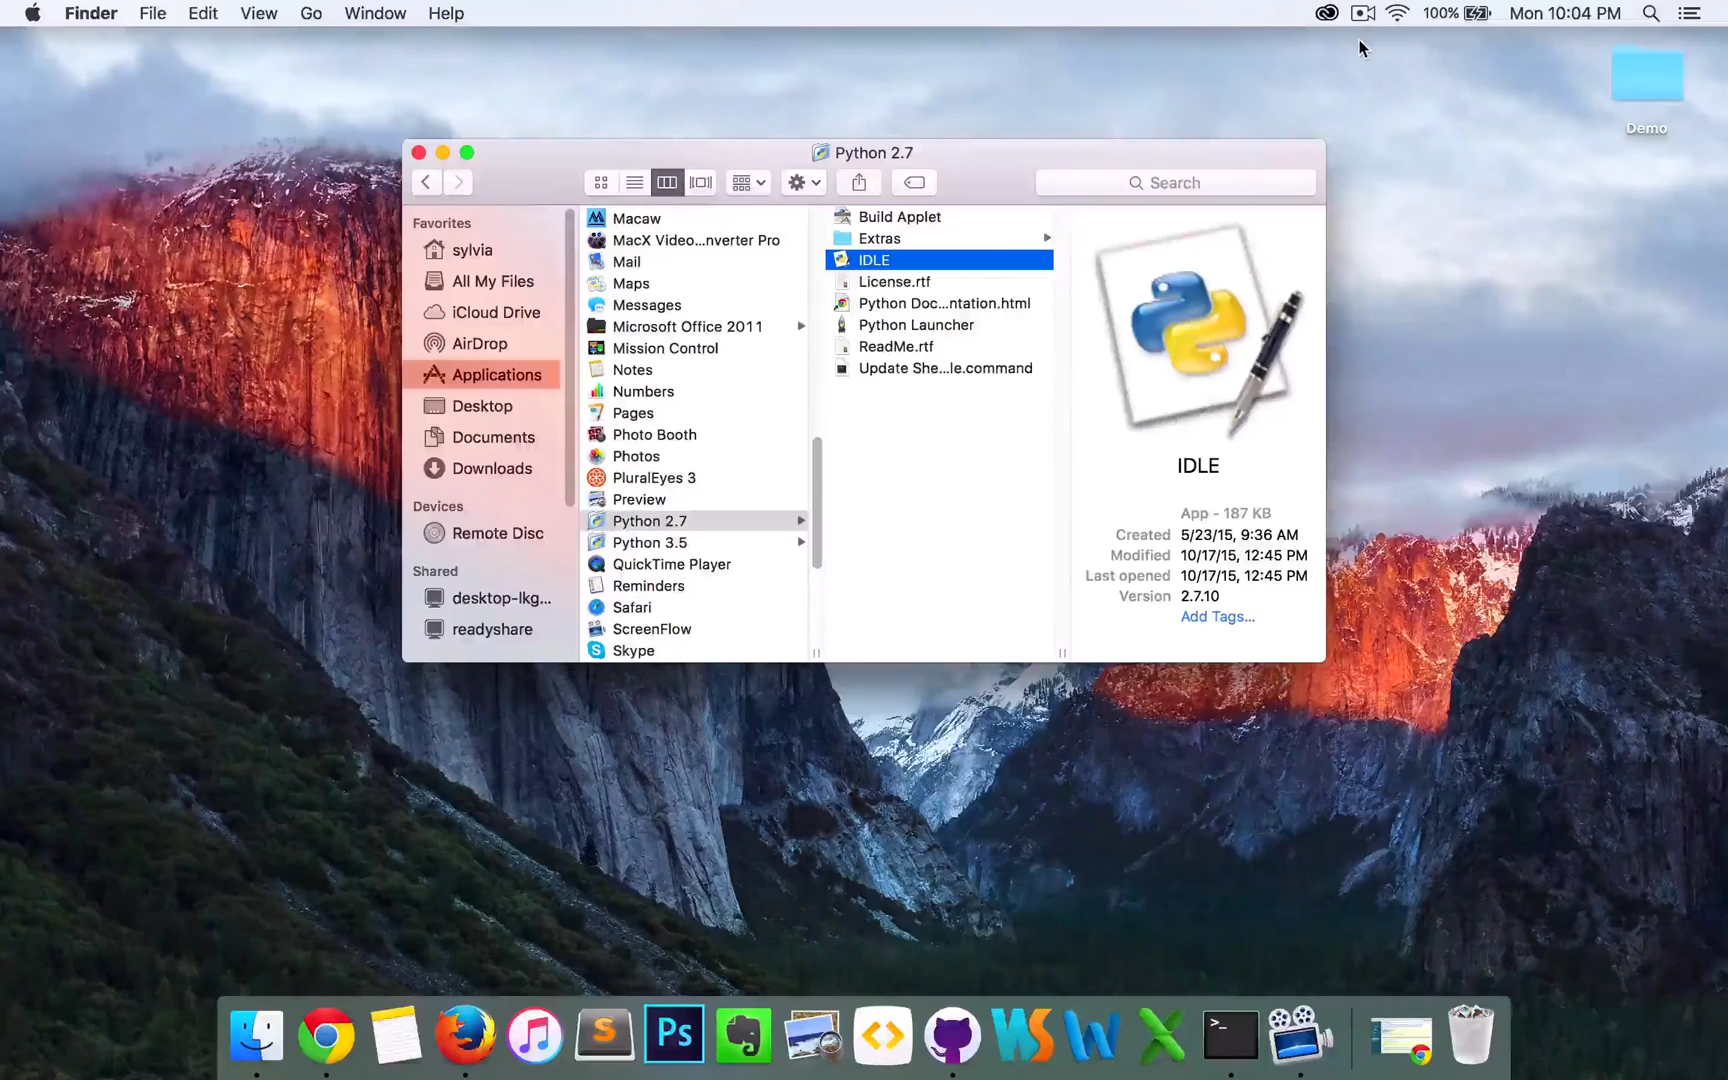 Finder File Edit View Go Window Help 100% Mon 10:04 PM
Demo
Python 2.7
Search
Favorites
sylvia
All My Files
iCloud Drive
AirDrop
Applications
Desktop
Documents
Downloads
Devices
Remote Disc
Shared
desktop-lkg...
readyshare
Macaw
MacX Video...nverter Pro
Mail
Maps
Messages
Microsoft Office 2011
Mission Control
Notes
Numbers
Pages
Photo Booth
Photos
PluralEyes 3
Preview
Python 2.7
Python 3.5
QuickTime Player
Reminders
Safari
ScreenFlow
Skype
Build Applet
Extras
IDLE
License.rtf
Python Doc...ntation.html
Python Launcher
ReadMe.rtf
Update She...le.command
IDLE
App - 187 KB
Created 5/23/15, 9:36 AM
Modified 10/17/15, 12:45 PM
Last opened 10/17/15, 12:45 PM
Version 2.7.10
Add Tags...
S Ps WS W X >_